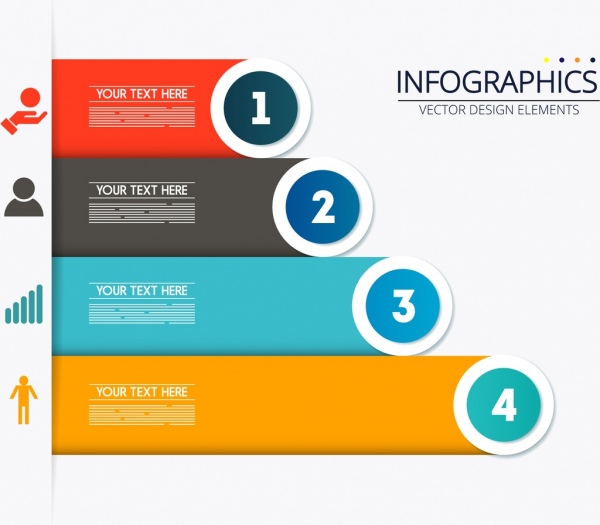 INFOGRAPHICS
VECTOR DESIGN ELEMENTS
YOUR TEXT HERE
1
YOUR TEXT HERE
2
YOUR TEXT HERE
3
YOUR TEXT HERE
4